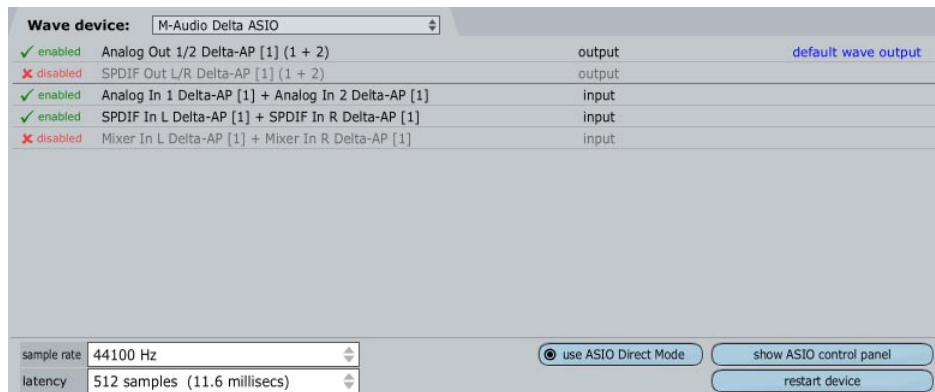 Wave device: M-Audio Delta ASIO
enabled Analog Out 1/2 Delta-AP [1] (1 + 2) output default wave output
disabled SPDIF Out L/R Delta-AP [1] (1 + 2) output
enabled Analog In 1 Delta-AP [1] + Analog In 2 Delta-AP [1] input
enabled SPDIF In L Delta-AP [1] + SPDIF In R Delta-AP [1] input
disabled Mixer In L Delta-AP [1] + Mixer In R Delta-AP [1] input
sample rate 44100 Hz use ASIO Direct Mode show ASIO control panel
latency 512 samples (11.6 millisecs) restart device